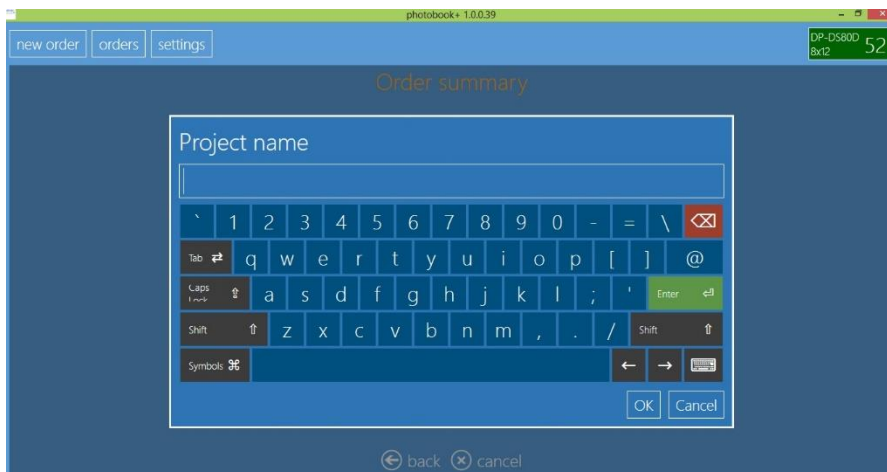 photobook+ 1.0.0.39
new order orders settings
DP-DS80D 52
8x12
Order summary
Project name
` 1 2 3 4 5 6 7 8 9 0 - = \
Tab q w e r t y u i o p [ ] @
Caps Lock a s d f g h j k l ; ' Enter
Shift z x c v b n m , . / Shift
Symbols
OK Cancel
back cancel